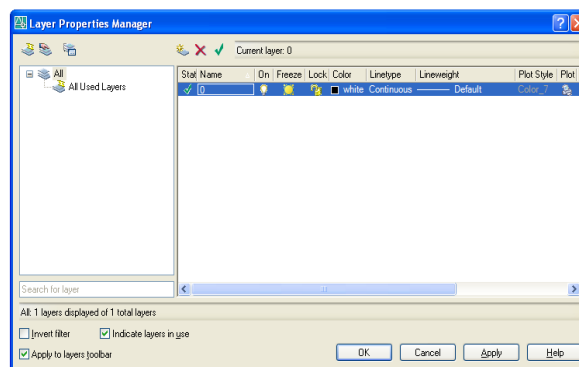 Layer Properties Manager
Current layer: 0
All
All Used Layers
Stat Name On Freeze Lock Color Linetype Lineweight Plot Style Plot
0 white Continuous Default Color_7
Search for layer
All: 1 layers displayed of 1 total layers
Invert filter Indicate layers in use
Apply to layers toolbar
OK Cancel Apply Help